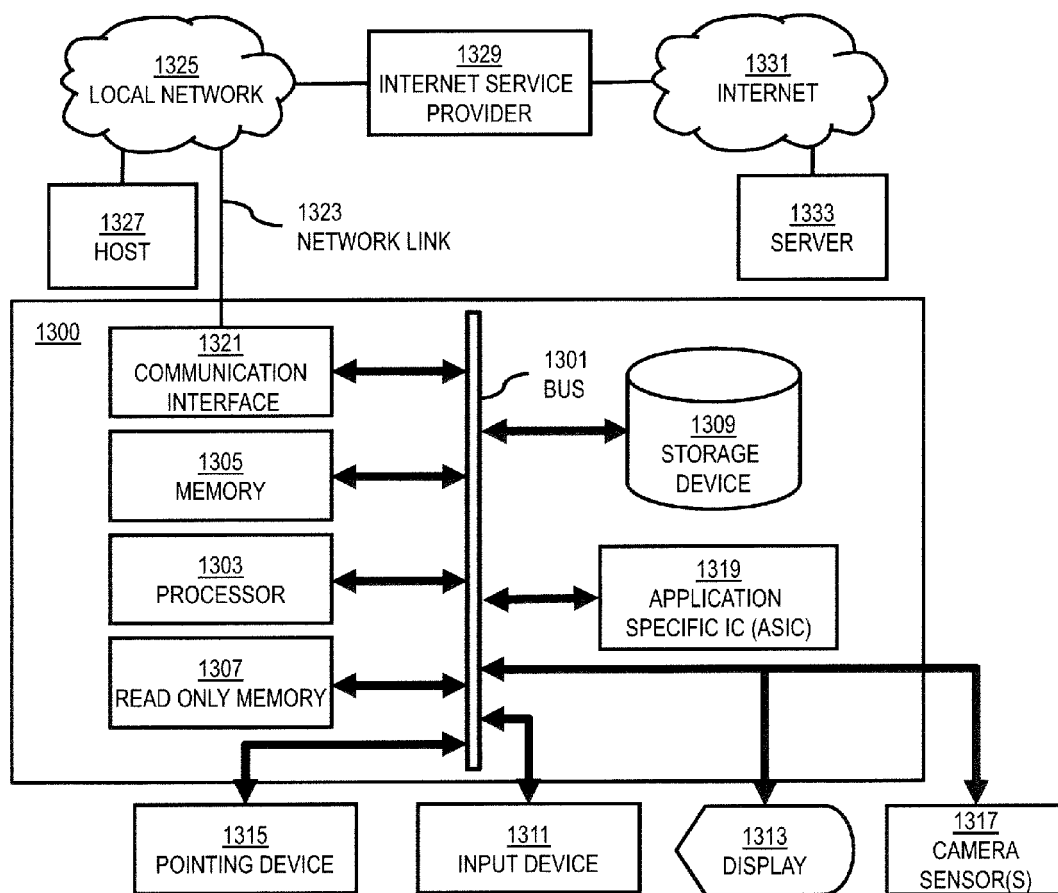 1325
LOCAL NETWORK
1329
INTERNET SERVICE
PROVIDER
1331
INTERNET
1327
HOST
1323
NETWORK LINK
1333
SERVER
1300
1321
COMMUNICATION
INTERFACE
1301
BUS
1309
STORAGE
DEVICE
1305
MEMORY
1303
PROCESSOR
1319
APPLICATION
SPECIFIC IC (ASIC)
1307
READ ONLY MEMORY
1315
POINTING DEVICE
1311
INPUT DEVICE
1313
DISPLAY
1317
CAMERA
SENSOR(S)